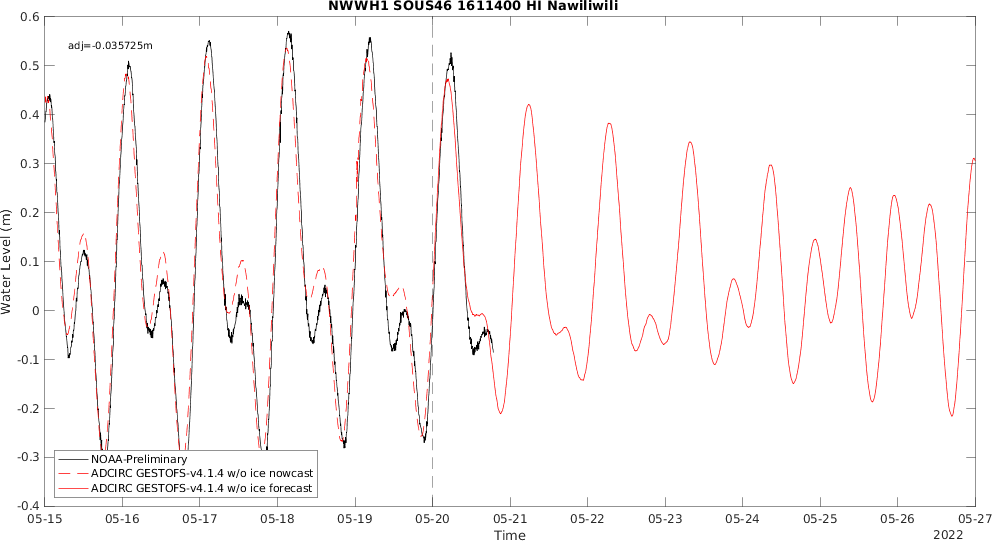 NWWH1 SOUS46 1611400 HI Nawiliwili
adj=-0.035725m
Water Level (m)
0.6
0.5
0.4
0.3
0.2
0.1
0
-0.1
-0.2
-0.3
-0.4
NOAA-Preliminary
ADCIRC GESTOFS-v4.1.4 w/o ice nowcast
ADCIRC GESTOFS-v4.1.4 w/o ice forecast
05-15 05-16 05-17 05-18 05-19 05-20 05-21 05-22 05-23 05-24 05-25 05-26 05-27
Time
2022